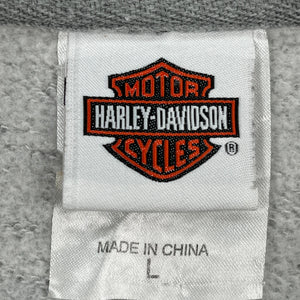 MOTOR
HARLEY-DAVIDSON
CYCLES
®
MADE IN CHINA
L